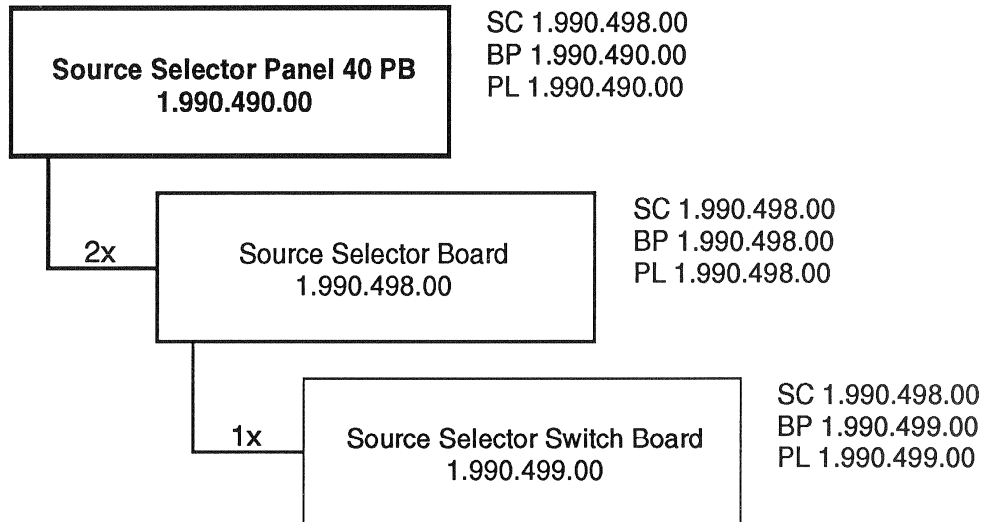 Source Selector Panel 40 PB
1.990.490.00
SC 1.990.498.00
BP 1.990.490.00
PL 1.990.490.00
2x
Source Selector Board
1.990.498.00
SC 1.990.498.00
BP 1.990.498.00
PL 1.990.498.00
1x
Source Selector Switch Board
1.990.499.00
SC 1.990.498.00
BP 1.990.499.00
PL 1.990.499.00